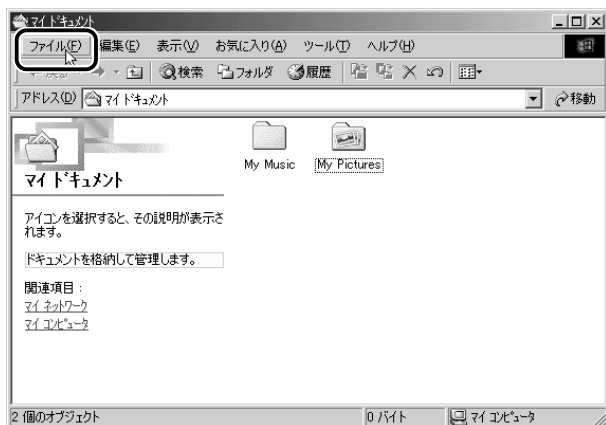 マイ ドキュメント
ファイル(F) 編集(E) 表示(V) お気に入り(A) ツール(T) ヘルプ(H)
検索 フォルダ 履歴
アドレス(D) マイ ドキュメント 移動
My Music My Pictures
マイ ドキュメント
アイコンを選択すると、その説明が表示さ
れます。
ドキュメントを格納して管理します。
関連項目：
マイ ネットワーク
マイ コンピュータ
2 個のオブジェクト 0 バイト マイ コンピュータ